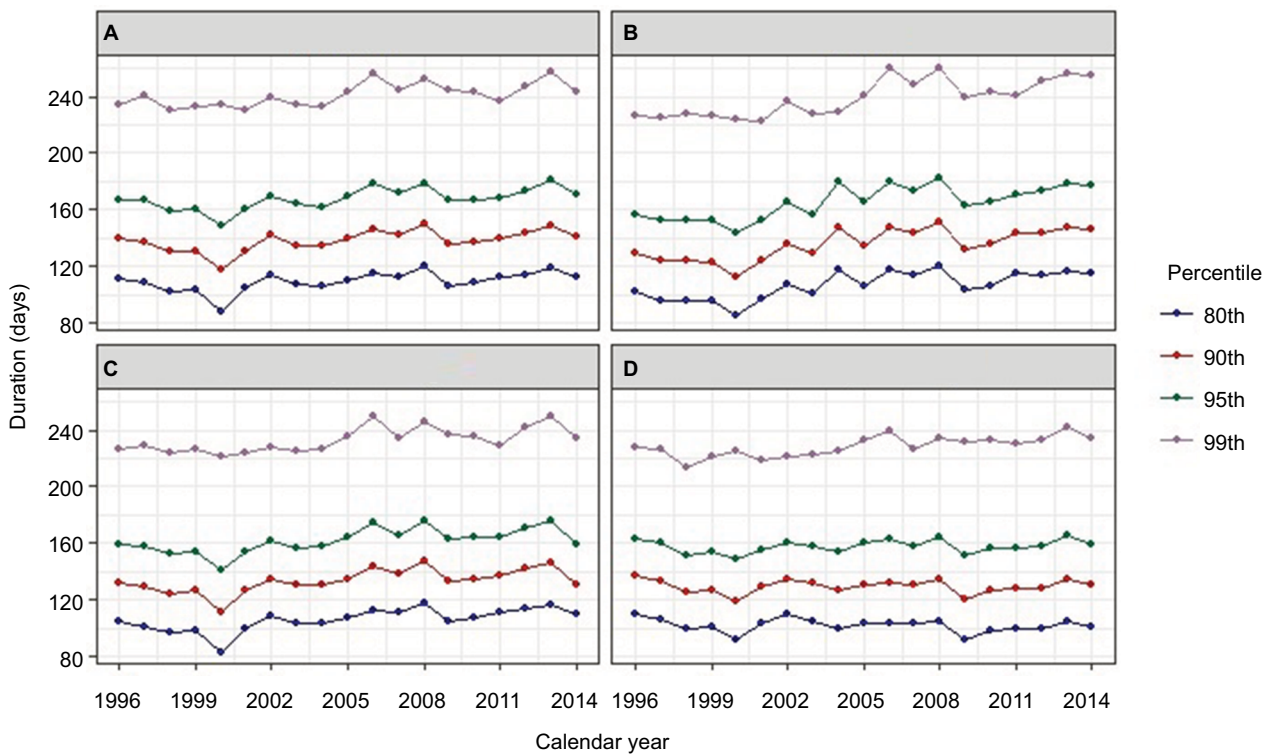 A
B
240
200
160
120
80
C
D
240
200
160
120
80
Duration (days)
1996 1999 2002 2005 2008 2011 2014
1996 1999 2002 2005 2008 2011 2014
Calendar year
Percentile
80th
90th
95th
99th